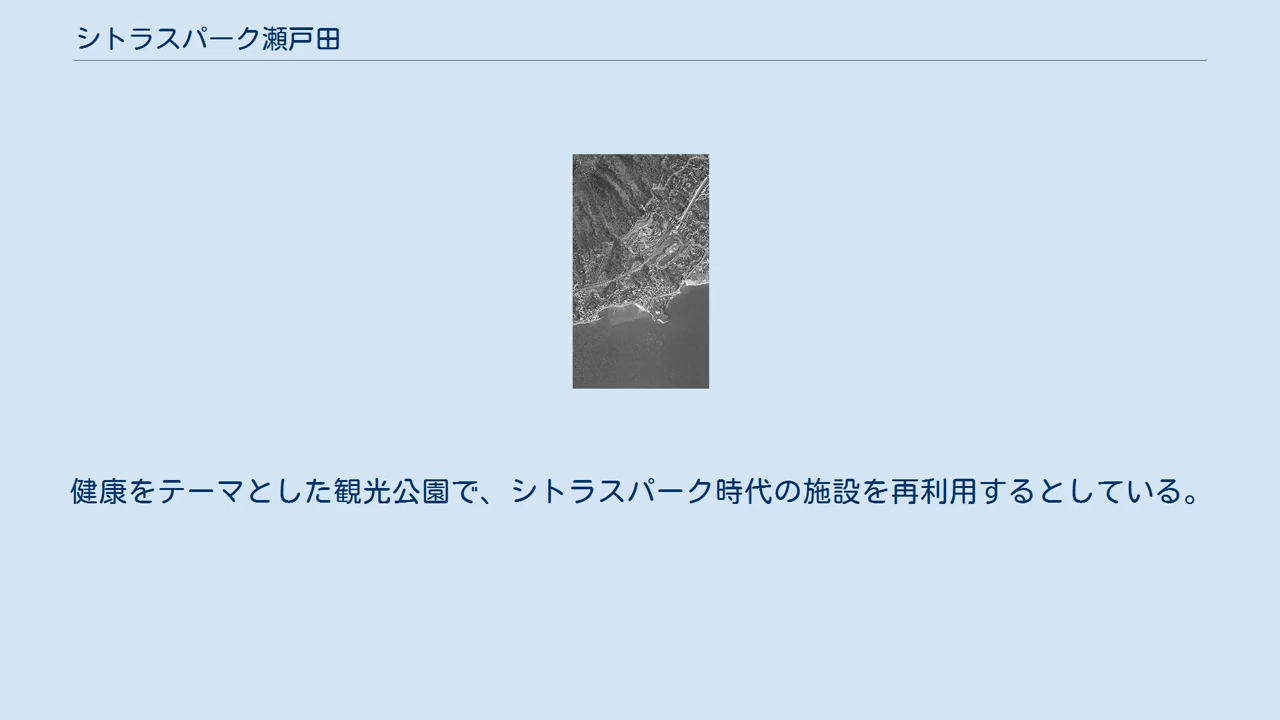 シトラスパーク瀬戸田
健康をテーマとした観光公園で、シトラスパーク時代の施設を再利用するとしている。